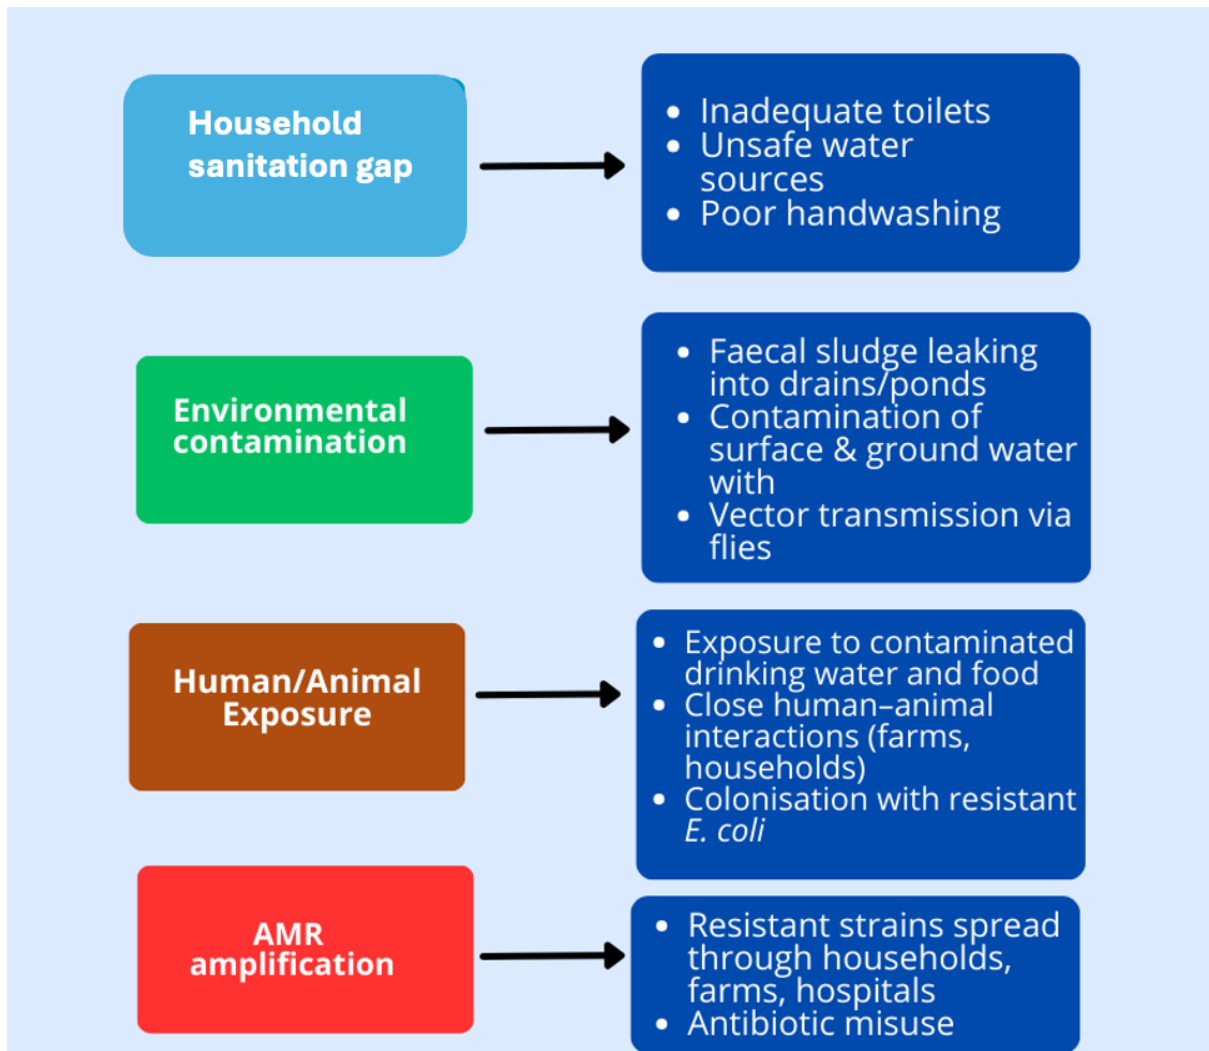 Household
sanitation gap
• Inadequate toilets
• Unsafe water
sources
• Poor handwashing
Environmental
contamination
• Faecal sludge leaking
into drains/ponds
• Contamination of
surface & ground water
with
• Vector transmission via
flies
Human/Animal
Exposure
• Exposure to contaminated
drinking water and food
• Close human–animal
interactions (farms,
households)
• Colonisation with resistant
E. coli
AMR
amplification
• Resistant strains spread
through households,
farms, hospitals
• Antibiotic misuse